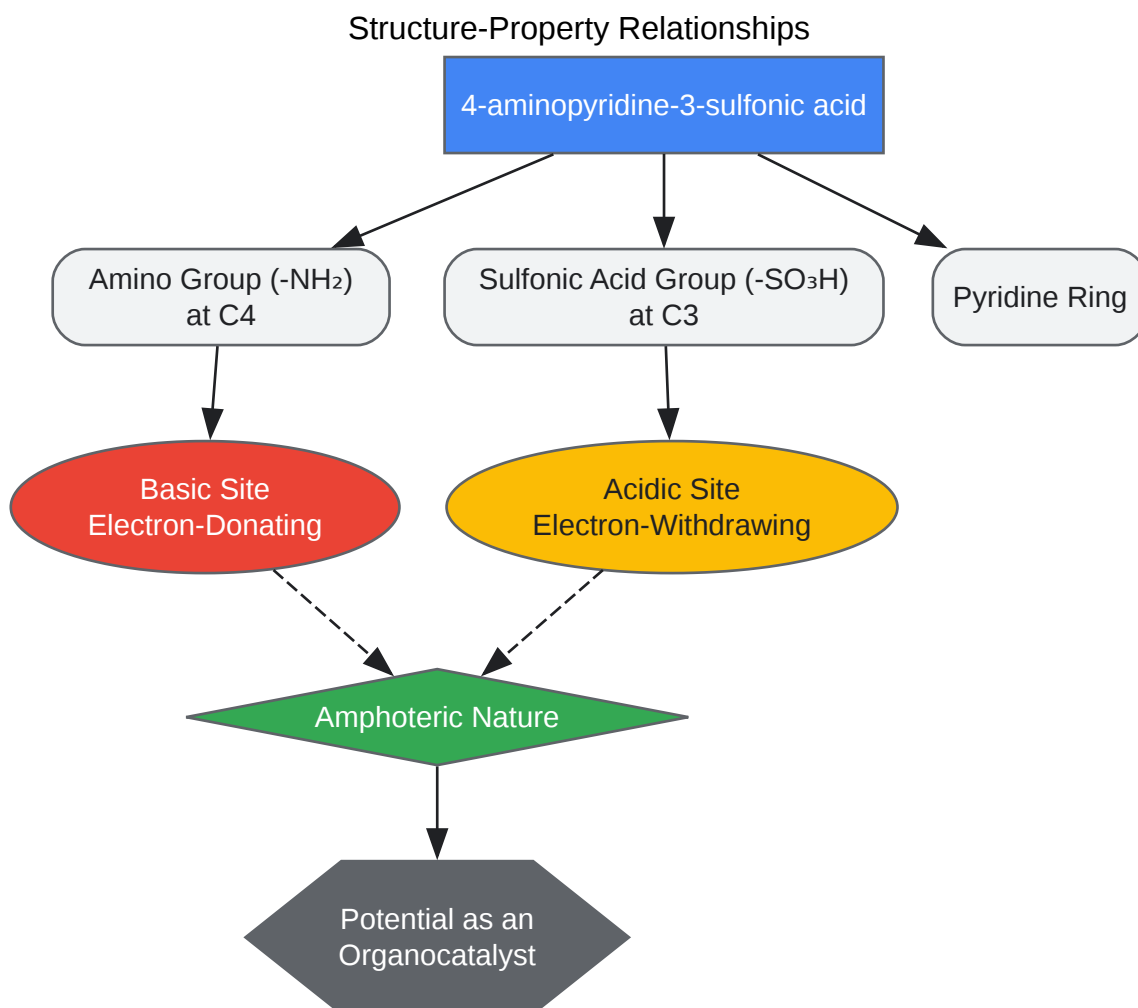 Structure-Property Relationships
4-aminopyridine-3-sulfonic acid
Amino Group (-NH₂)
at C4
Sulfonic Acid Group (-SO₃H)
at C3
Pyridine Ring
Basic Site
Electron-Donating
Acidic Site
Electron-Withdrawing
Amphoteric Nature
Potential as an
Organocatalyst